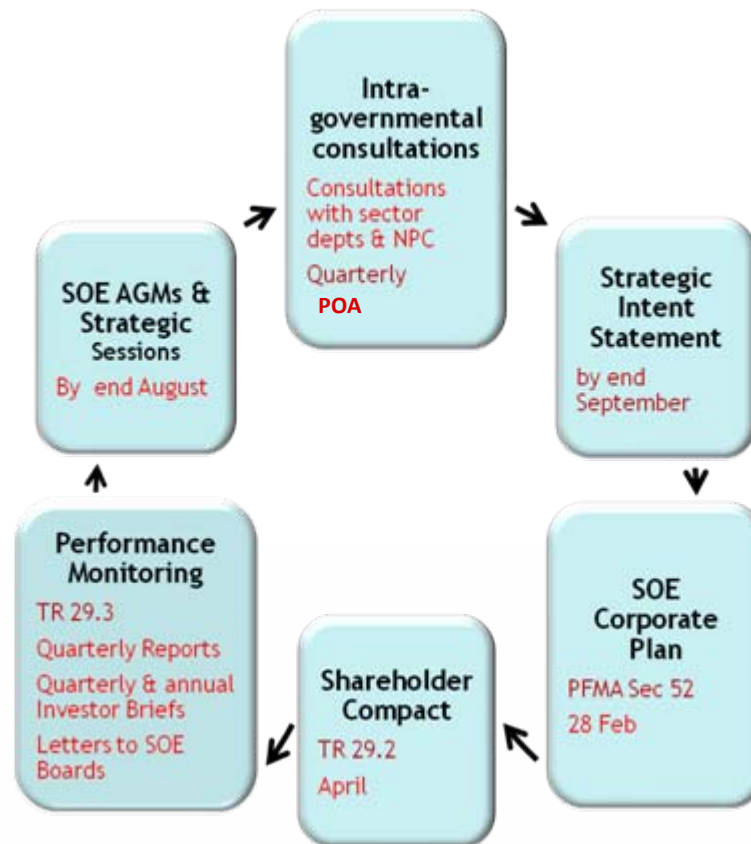 Intra-
governmental
consultations
Consultations
with sector
depts & NPC
Quarterly
POA
Strategic
Intent
Statement
by end
September
SOE
Corporate
Plan
PFMA Sec 52
28 Feb
Shareholder
Compact
TR 29.2
April
Performance
Monitoring
TR 29.3
Quarterly Reports
Quarterly & annual
Investor Briefs
Letters to SOE
Boards
SOE AGMs &
Strategic
Sessions
By end August